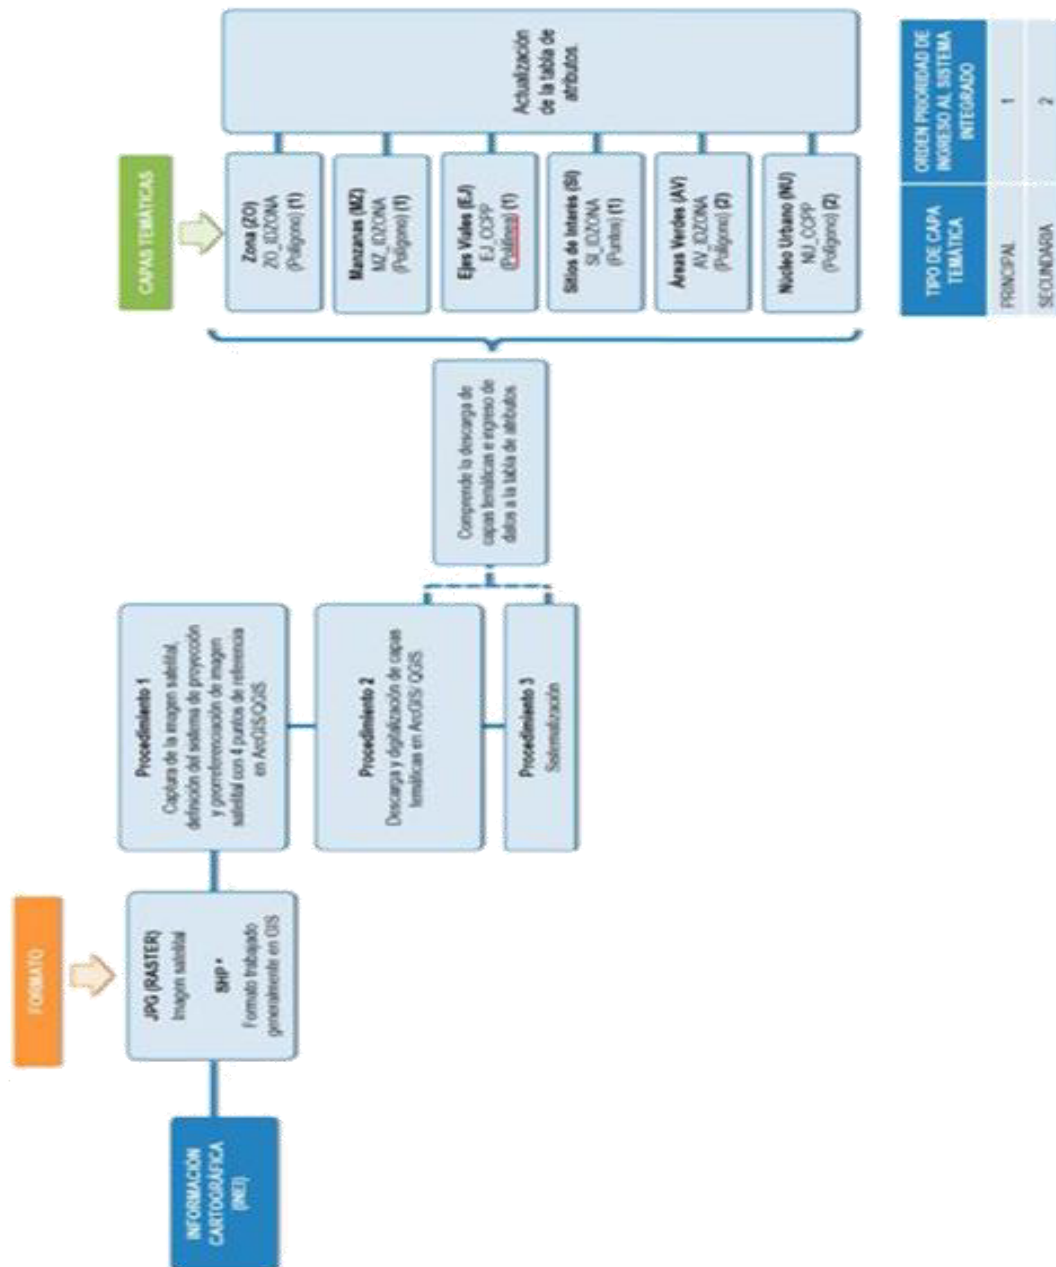 FORMATO
CAPAS TEMÁTICAS
INFORMACIÓN
CARTOGRÁFICA
(INEI)
JPG (RASTER)
Imagen satelital
SHP *
Formato trabajado
generalmente en GIS
Procedimiento 1
Captura de la imagen satelital,
definición del sistema de proyección
y georreferenciación de imagen
satelital con 4 puntos de referencia
en ArcGIS/QGIS
Procedimiento 2
Descarga y digitalización de capas
temáticas en ArcGIS/ QGIS
Procedimiento 3
Sistematización
Comprende la descarga de
capas temáticas e ingreso de
datos a la tabla de atributos
Zona (ZO)
ZO_IDZONA
(Polígono) (1)
Manzanas (MZ)
MZ_IDZONA
(Polígono) (1)
Ejes Viales (EJ)
EJ_CCPP
(Polilínea) (1)
Sitios de Interés (SI)
SI_IDZONA
(Puntos) (1)
Áreas Verdes (AV)
AV_IDZONA
(Polígono) (2)
Núcleo Urbano (NU)
NU_CCPP
(Polígono) (2)
Actualización
de la tabla de
atributos.
TIPO DE CAPA
TEMÁTICA
ORDEN PRIORIDAD DE
INGRESO AL SISTEMA
INTEGRADO
PRINCIPAL 1
SECUNDARIA 2